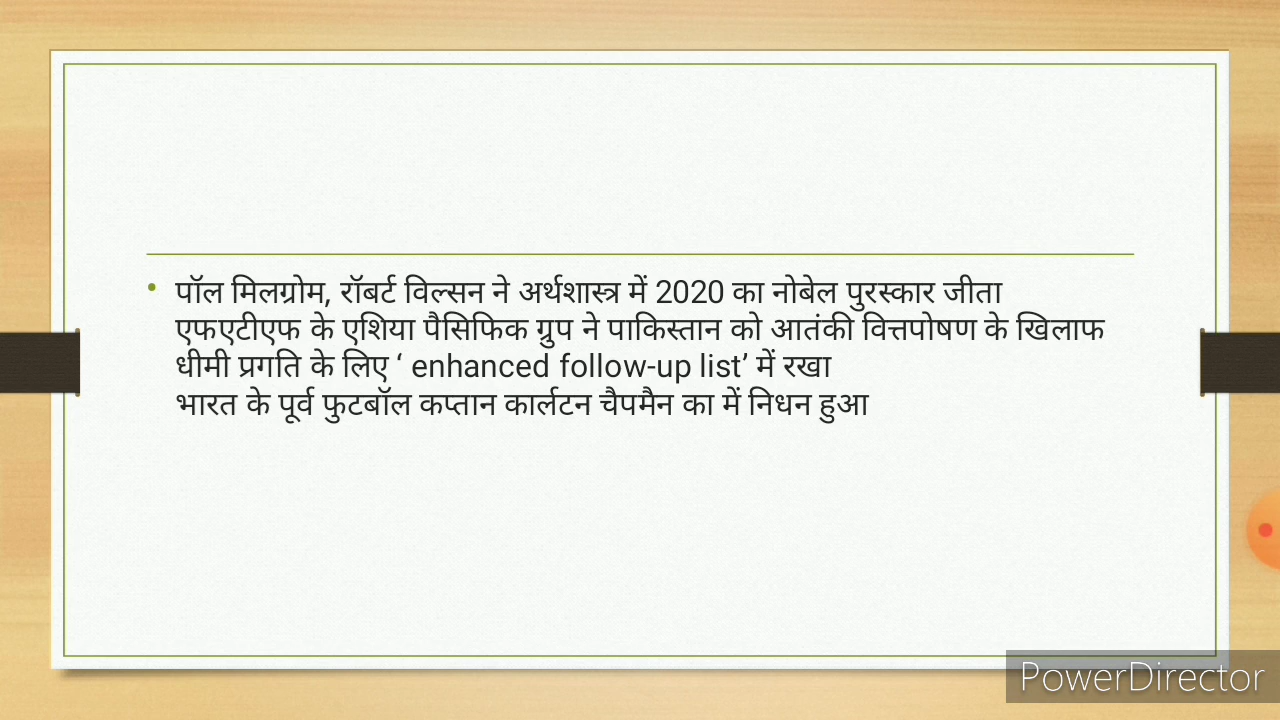 • पॉल मिलग्रोम, रॉबर्ट विल्सन ने अर्थशास्त्र में 2020 का नोबेल पुरस्कार जीता
एफएटीएफ के एशिया पैसिफिक ग्रुप ने पाकिस्तान को आतंकी वित्तपोषण के खिलाफ
धीमी प्रगति के लिए ‘ enhanced follow-up list’ में रखा
भारत के पूर्व फुटबॉल कप्तान कार्लटन चैपमैन का में निधन हुआ
PowerDirector